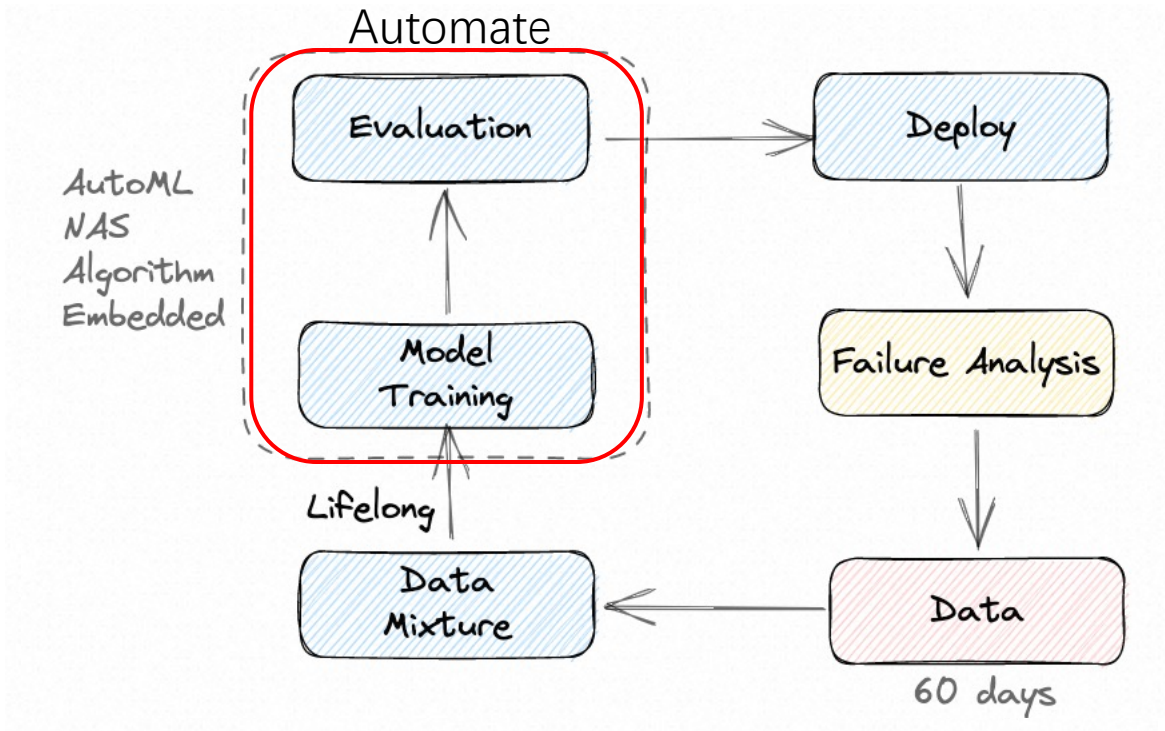 Automate
Evaluation
Deploy
AutoML
NAS
Algorithm
Embedded
Model
Training
Failure Analysis
Lifelong
Data
Mixture
Data
60 days